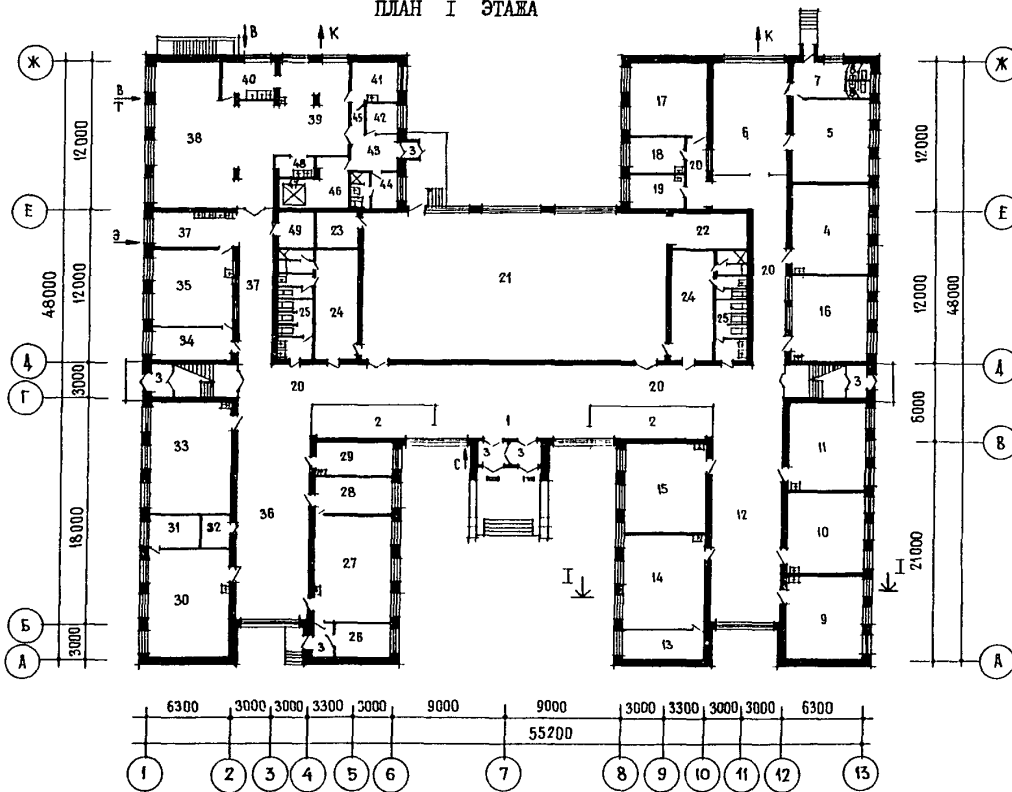 ПЛАН I ЭТАЖА
В К К
Ж Ж
40 41 7
В
Т
45 42 17
38 39 6 5
12000 12000
43 3
48 18 20
47 46 44 19
Е Е
37 49 23 22 4
Э
21 20
48000 12000 35 37 24 24 12000 48000
25 25 16
34
Д Д
3000 3 20 20 3
Г
2 1 2 6000
33 11
3 3 В
29 С
36 28 15 12
31 32 10
18000 27 21000
30 14 I I
9
Б 26
3000 3 13
А А
6300 3000 3000 3300 3000 9000 9000 3000 3300 3000 3000 6300
55200
1 2 3 4 5 6 7 8 9 10 11 12 13